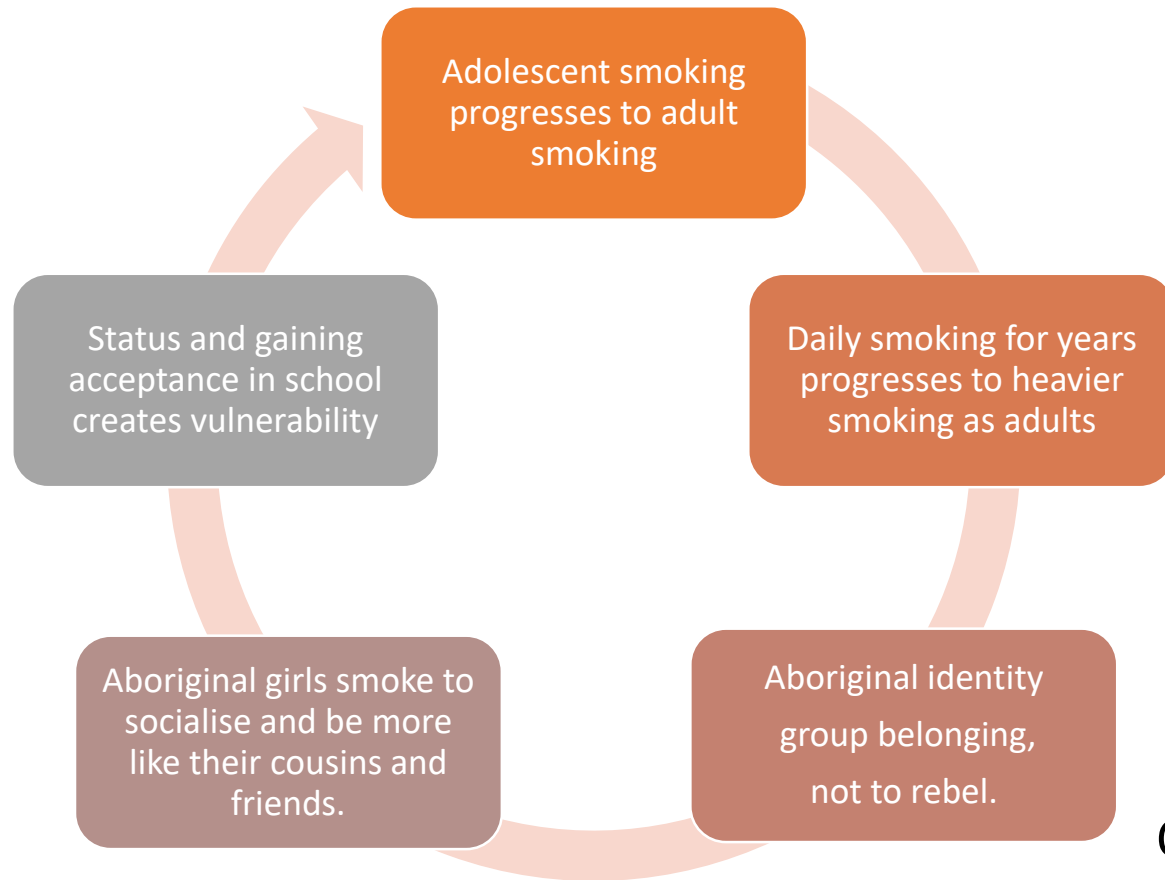 Adolescent smoking
progresses to adult
smoking
Daily smoking for years
progresses to heavier
smoking as adults
Aboriginal identity
group belonging,
not to rebel.
Aboriginal girls smoke to
socialise and be more
like their cousins and
friends.
Status and gaining
acceptance in school
creates vulnerability